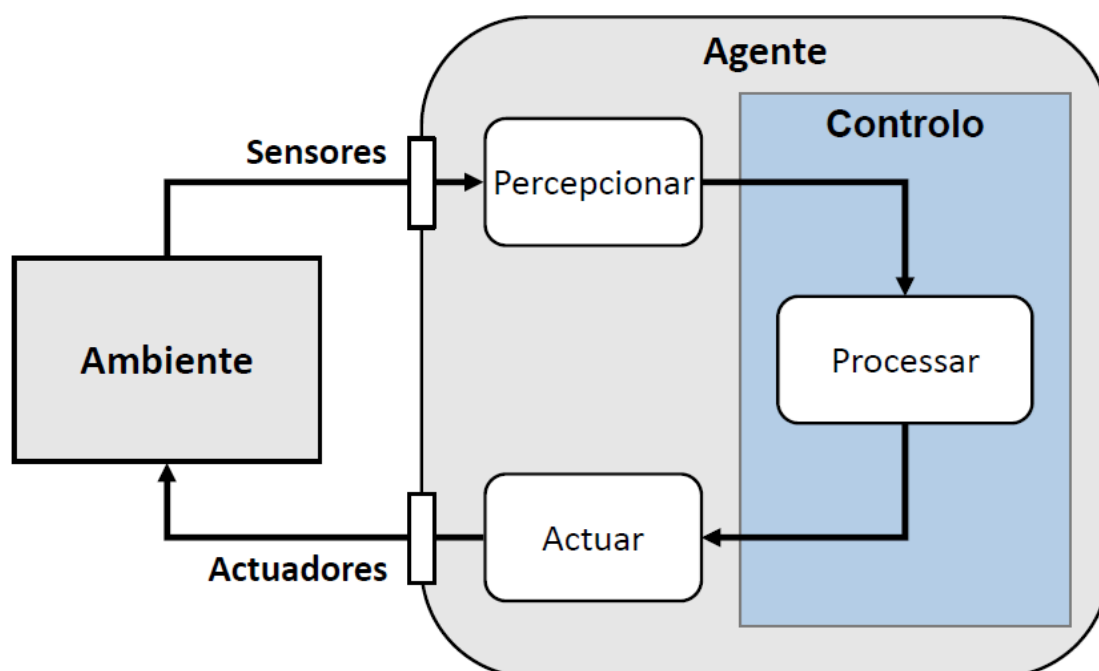 Agente
Controlo
Sensores
Percepcionar
Ambiente
Processar
Actuar
Actuadores